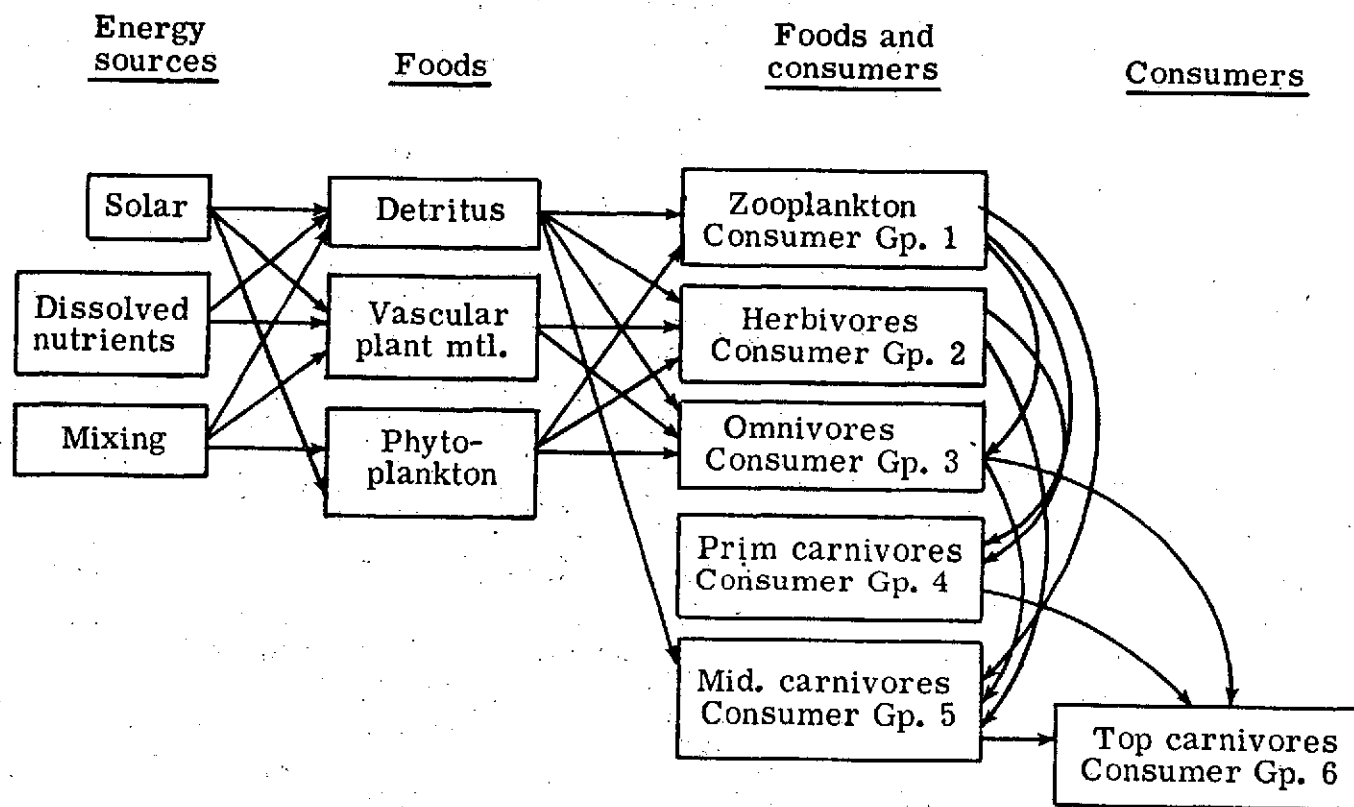 Energy
sources
Foods
Foods and
consumers
Consumers
Solar
Dissolved
nutrients
Mixing
Detritus
Vascular
plant mtl.
Phyto-
plankton
Zooplankton
Consumer Gp. 1
Herbivores
Consumer Gp. 2
Omnivores
Consumer Gp. 3
Prim carnivores
Consumer Gp. 4
Mid. carnivores
Consumer Gp. 5
Top carnivores
Consumer Gp. 6